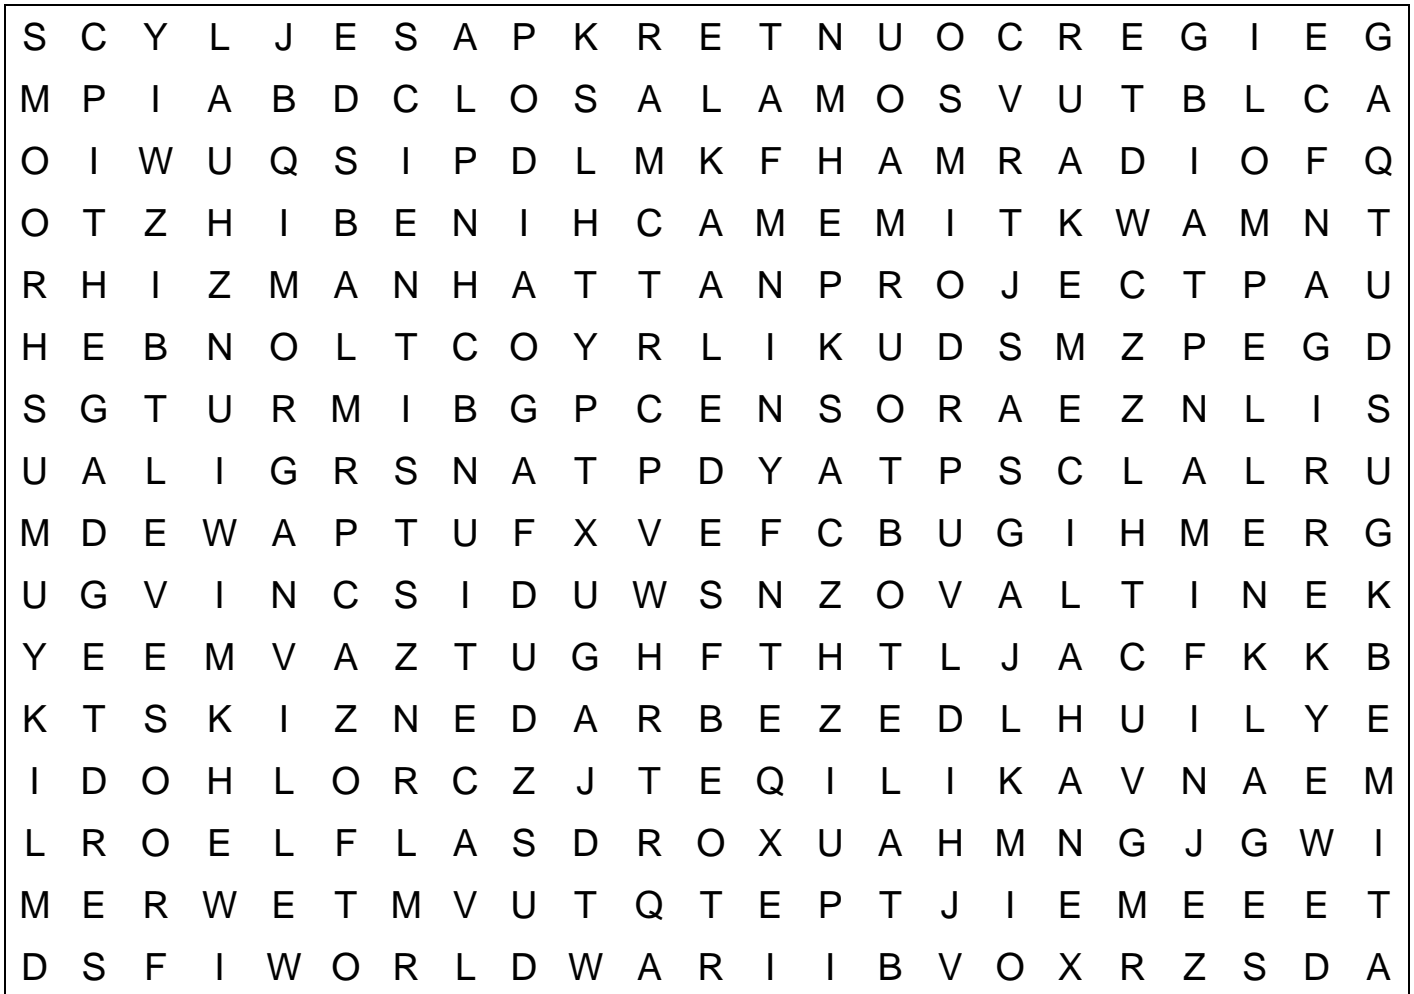 S C Y L J E S A P K R E T N U O C R E G I E G
M P I A B D C L O S A L A M O S V U T B L C A
O I W U Q S I P D L M K F H A M R A D I O F Q
O T Z H I B E N I H C A M E M I T K W A M N T
R H I Z M A N H A T T A N P R O J E C T P A U
H E B N O L T C O Y R L I K U D S M Z P E G D
S G T U R M I B G P C E N S O R A E Z N L I S
U A L I G R S N A T P D Y A T P S C L A L R U
M D E W A P T U F X V E F C B U G I H M E R G
U G V I N C S I D U W S N Z O V A L T I N E K
Y E E M V A Z T U G H F T H T L J A C F K K B
K T S K I Z N E D A R B E Z E D L H U I L Y E
I D O H L O R C Z J T E Q I L I K A V N A E M
L R O E L F L A S D R O X U A H M N G J G W I
M E R W E T M V U T Q T E P T J I E M E E E T
D S F I W O R L D W A R I I B V O X R Z S D A